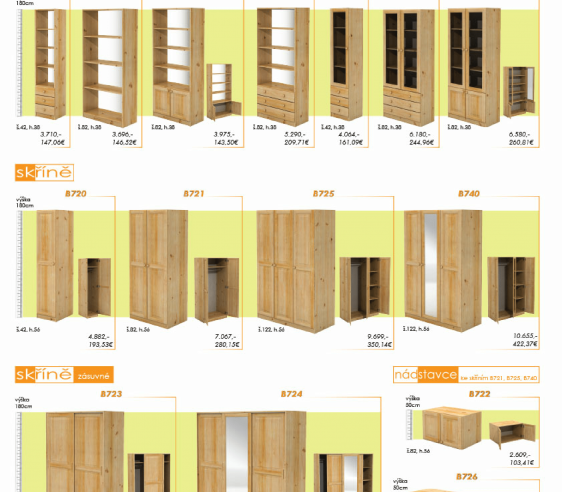 180cm
š.42, h.38
3.710,-
147,06€
š.82, h.38
3.696,-
146,52€
š.82, h.38
3.975,-
143,50€
š.82, h.38
5.290,-
209,71€
š.42, h.38
4.064,-
161,09€
š.82, h.38
6.180,-
244,96€
š.82, h.38
6.580,-
260,81€
skříně
výška
180cm
B720
B721
B725
B740
š.42, h.56
4.882,-
193,53€
š.82, h.56
7.067,-
280,15€
š.122, h.56
9.699,-
350,14€
š.122, h.56
10.655,-
422,37€
skříně zásuvné
výška
180cm
B723
B724
nástavce ke skříním B721, B725, B740
výška
50cm
B722
š.82, h.56
2.609,-
103,41€
výška
50cm
B726